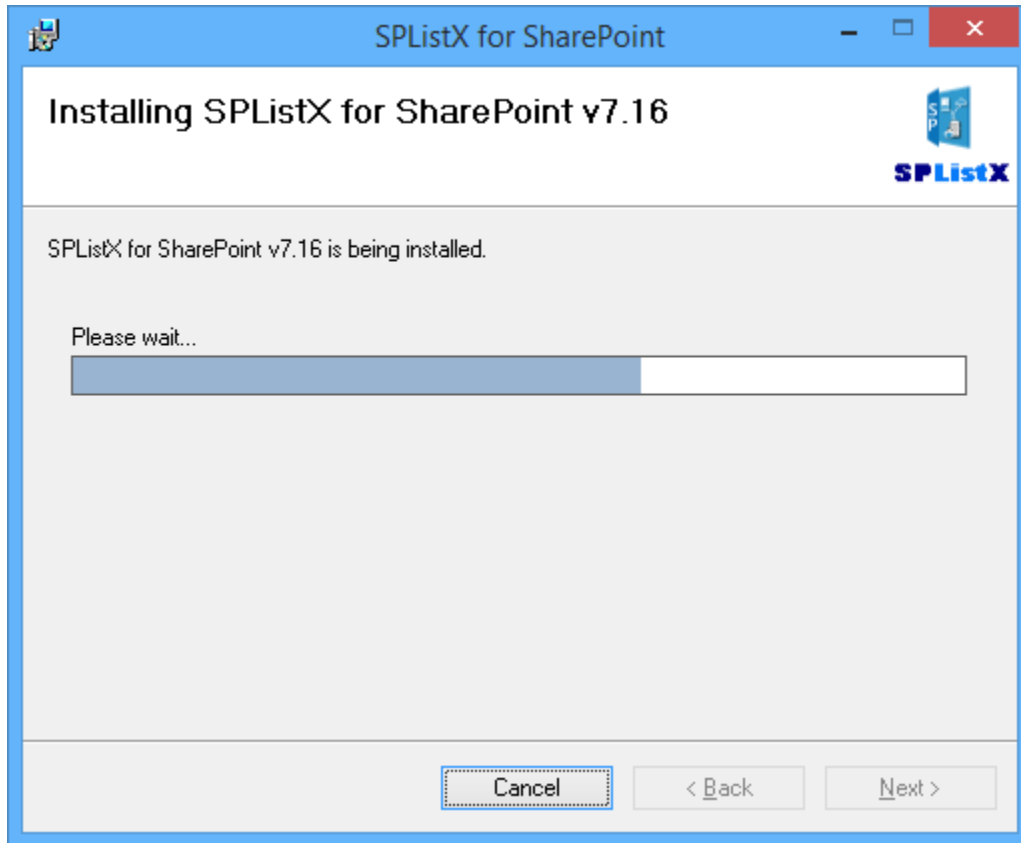 SPListX for SharePoint
Installing SPListX for SharePoint v7.16
SP
SPListX
SPListX for SharePoint v7.16 is being installed.
Please wait...
Cancel
< Back
Next >